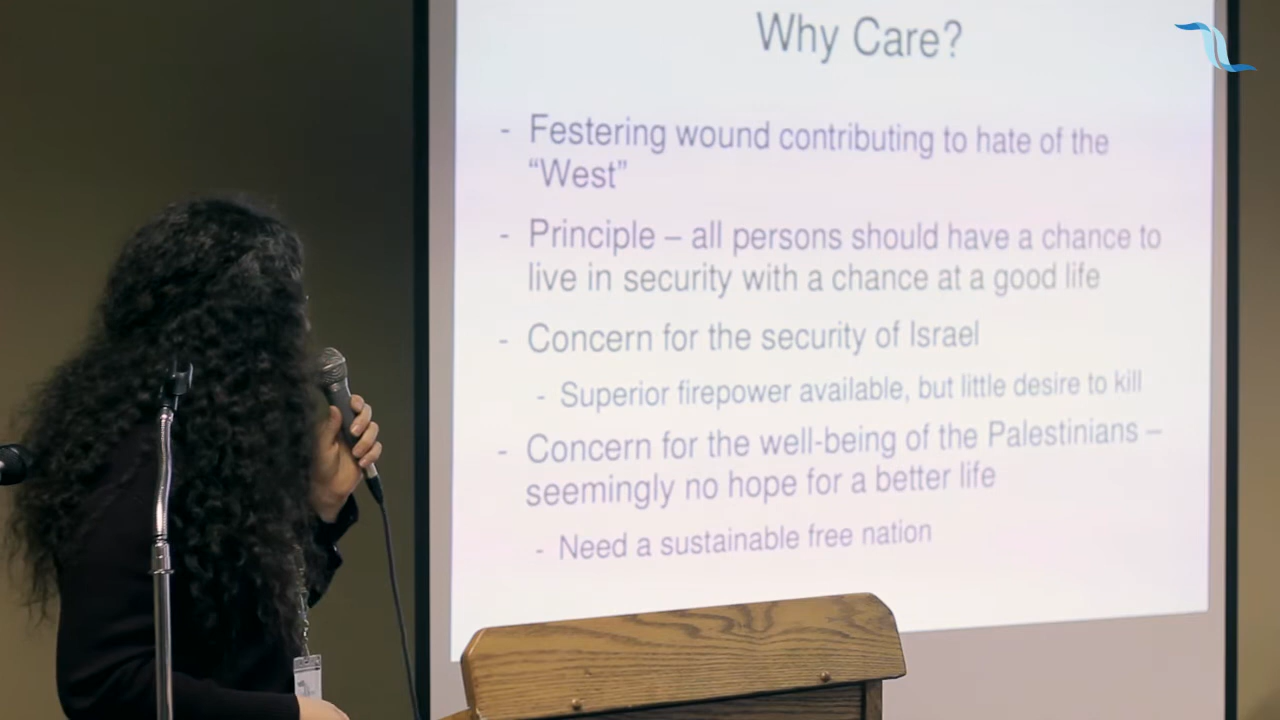 Why Care?
- Festering wound contributing to hate of the
“West”
- Principle – all persons should have a chance to
live in security with a chance at a good life
- Concern for the security of Israel
- Superior firepower available, but little desire to kill
- Concern for the well-being of the Palestinians –
seemingly no hope for a better life
- Need a sustainable free nation